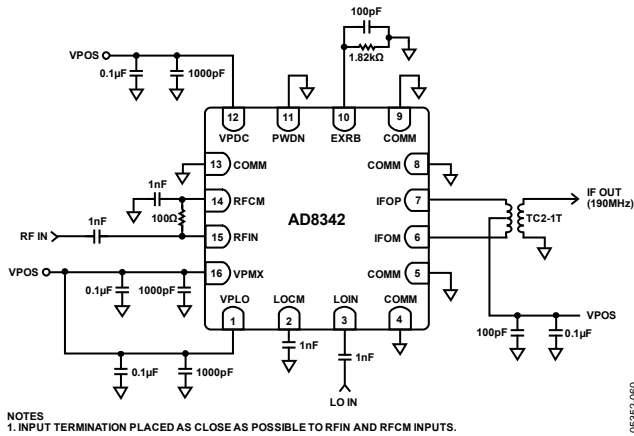 100pF
1.82kΩ
VPOS
0.1µF
1000pF
12
11
10
9
VPDC
PWDN
EXRB
COMM
13
COMM
COMM
8
1nF
14
RFCM
IFOP
7
100Ω
AD8342
TC2-1T
IF OUT
(190MHz)
1nF
RF IN
15
RFIN
IFOM
6
VPOS
16
VPMX
COMM
5
0.1µF
1000pF
VPLO
LOCM
LOIN
COMM
1
2
3
4
VPOS
100pF
0.1µF
1nF
1nF
0.1µF
1000pF
LO IN
NOTES
1. INPUT TERMINATION PLACED AS CLOSE AS POSSIBLE TO RFIN AND RFCM INPUTS.
05352-060